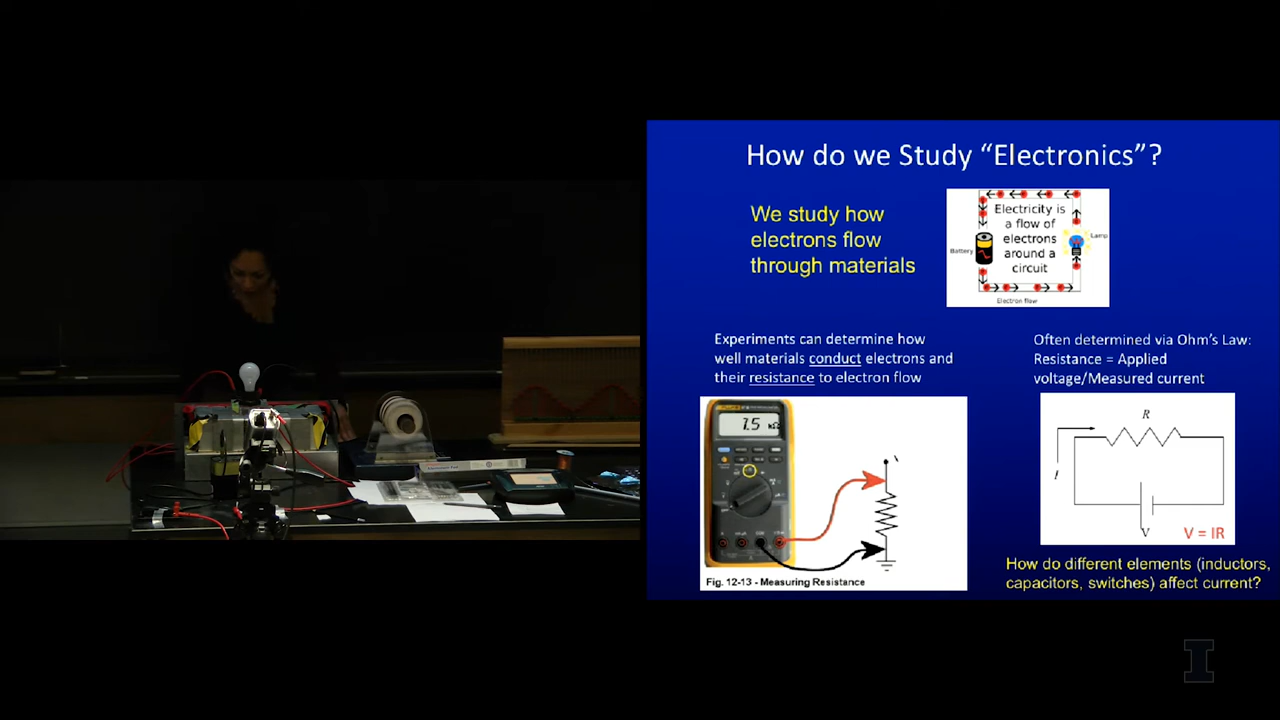 How do we Study “Electronics”?
We study how
electrons flow
through materials
Electricity is
a flow of
electrons
around a
circuit
Battery
Lamp
Electron flow
Experiments can determine how
well materials conduct electrons and
their resistance to electron flow
Often determined via Ohm’s Law:
Resistance = Applied
voltage/Measured current
7.5 kΩ
Fig. 12-13 - Measuring Resistance
R
I
V
V = IR
How do different elements (inductors,
capacitors, switches) affect current?
I